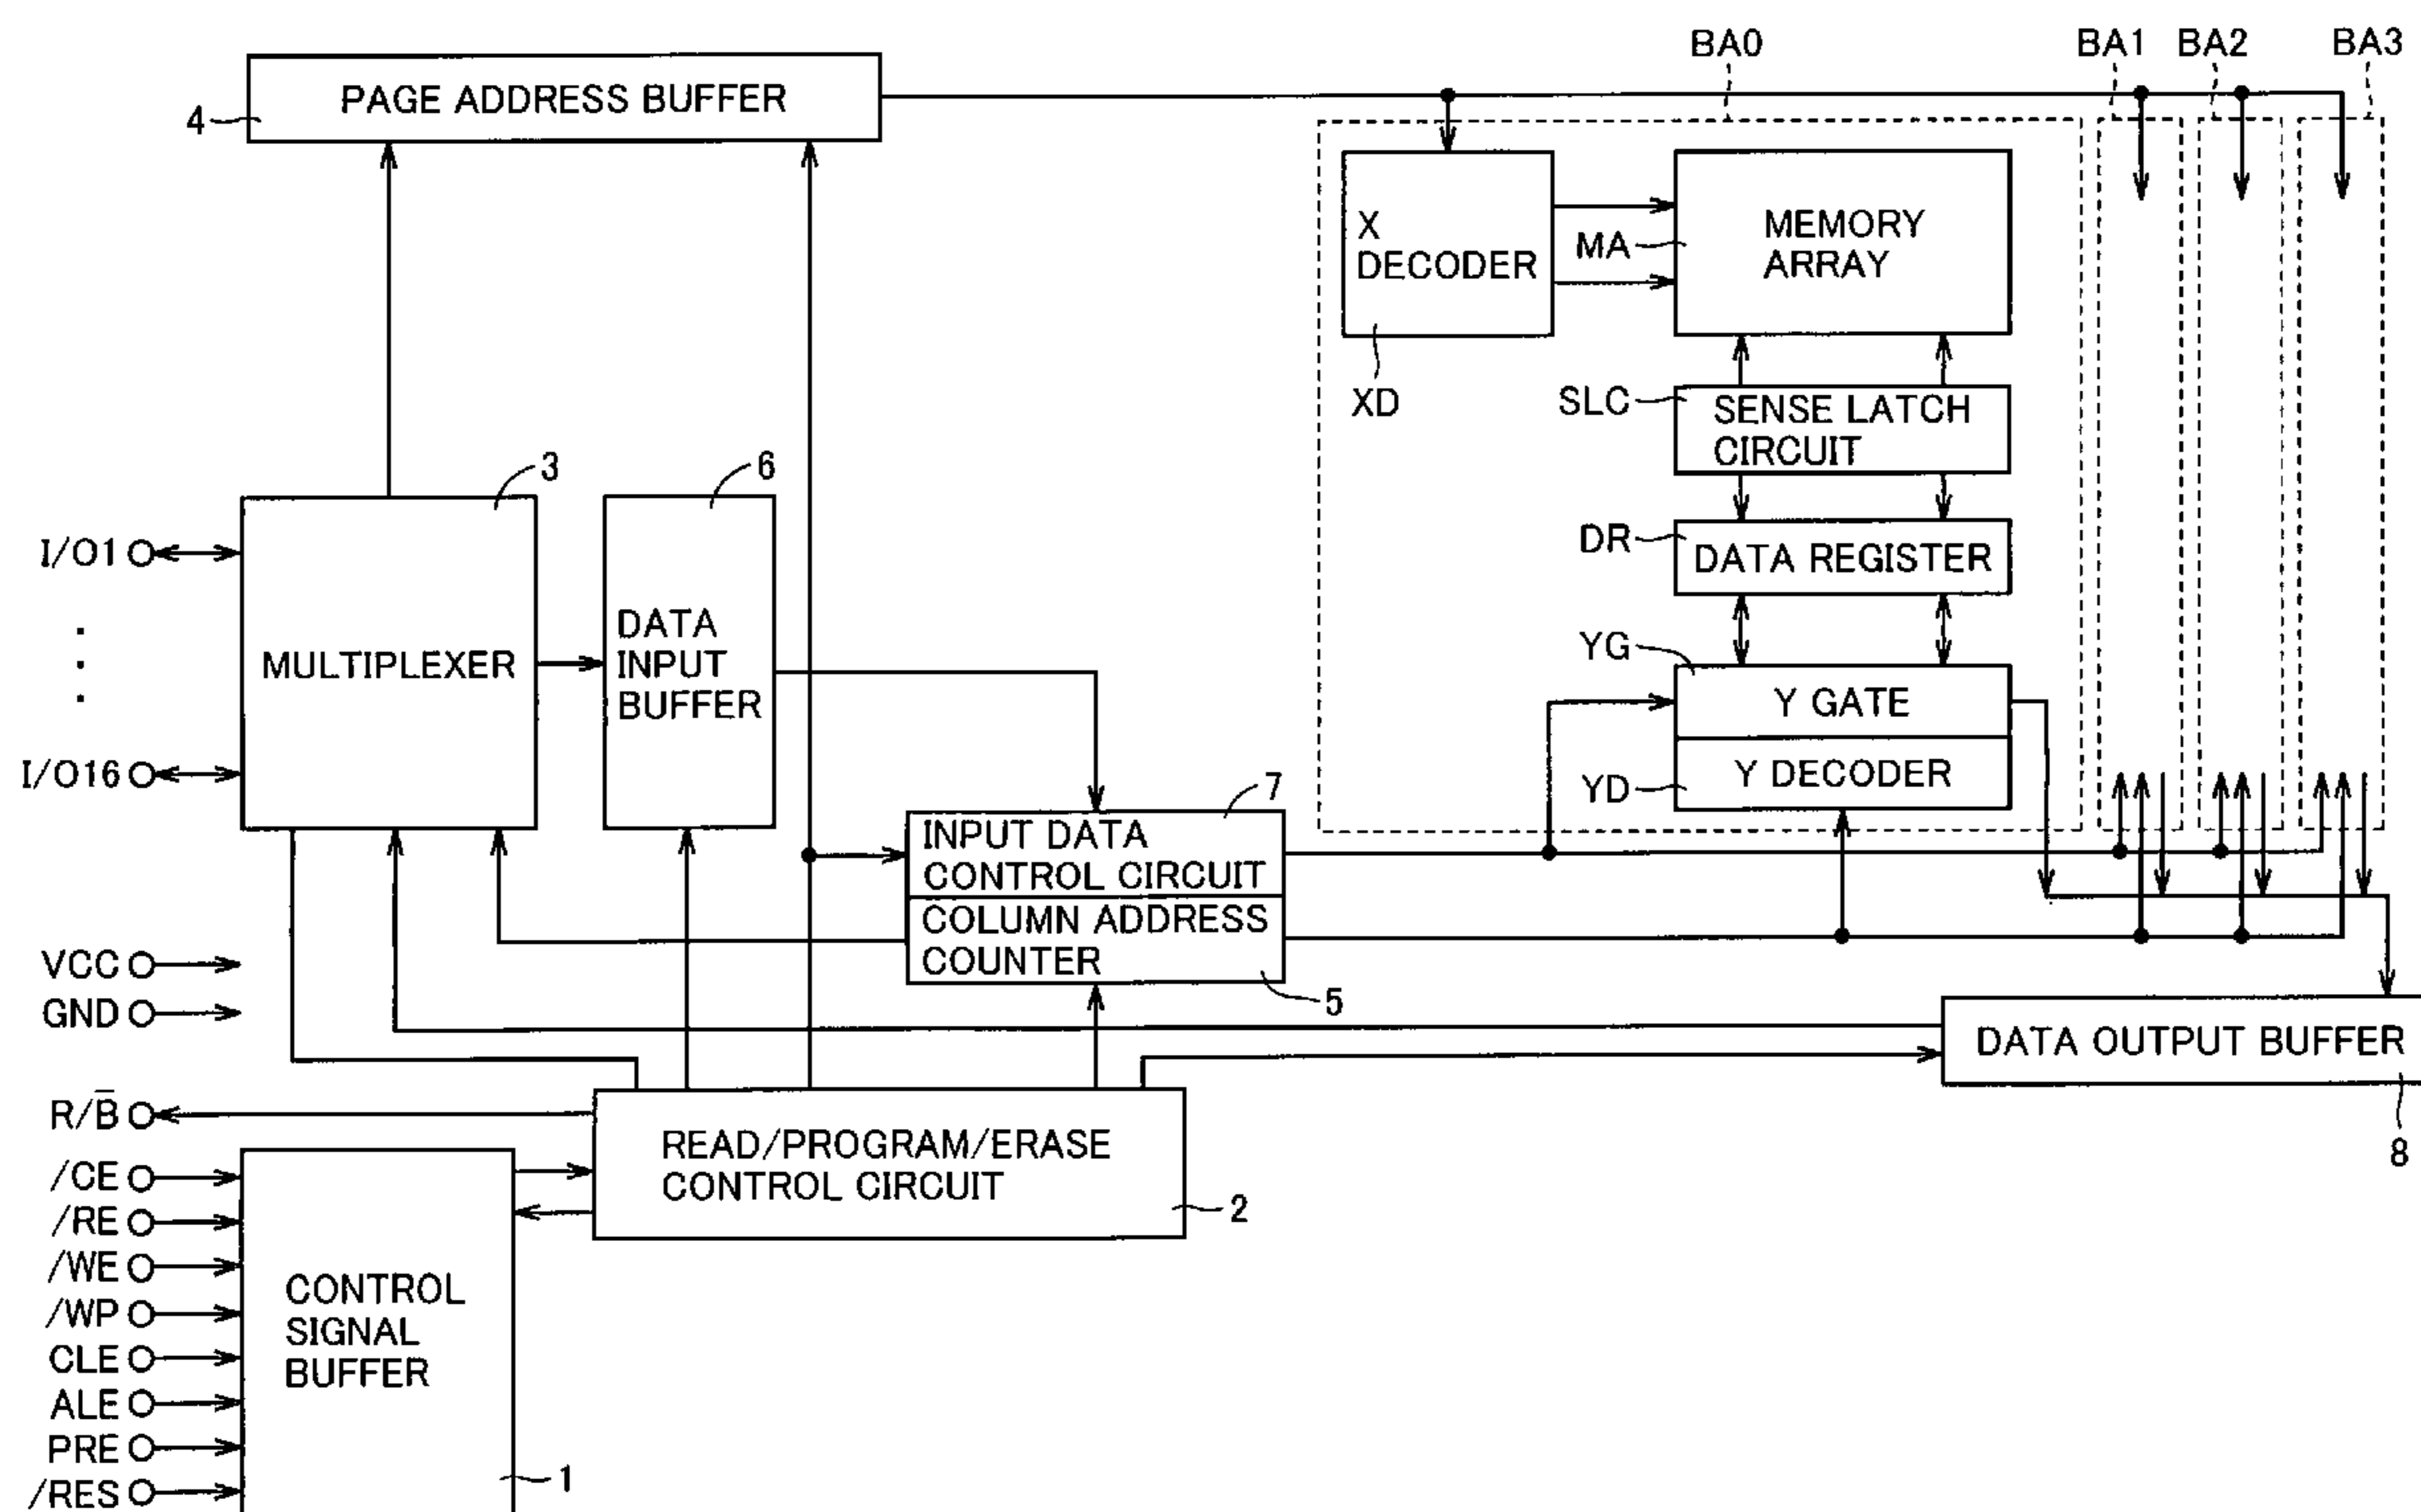 BA0
BA1
BA2
BA3
PAGE ADDRESS BUFFER
4
X
DECODER
XD
MA
MEMORY
ARRAY
SLC
SENSE LATCH
CIRCUIT
DR
DATA REGISTER
YG
Y GATE
YD
Y DECODER
3
6
I/O1
I/O16
MULTIPLEXER
DATA
INPUT
BUFFER
7
INPUT DATA
CONTROL CIRCUIT
COLUMN ADDRESS
COUNTER
5
VCC
GND
DATA OUTPUT BUFFER
8
R/B̅
READ/PROGRAM/ERASE
CONTROL CIRCUIT
2
/CE
/RE
/WE
/WP
CLE
ALE
PRE
/RES
CONTROL
SIGNAL
BUFFER
1